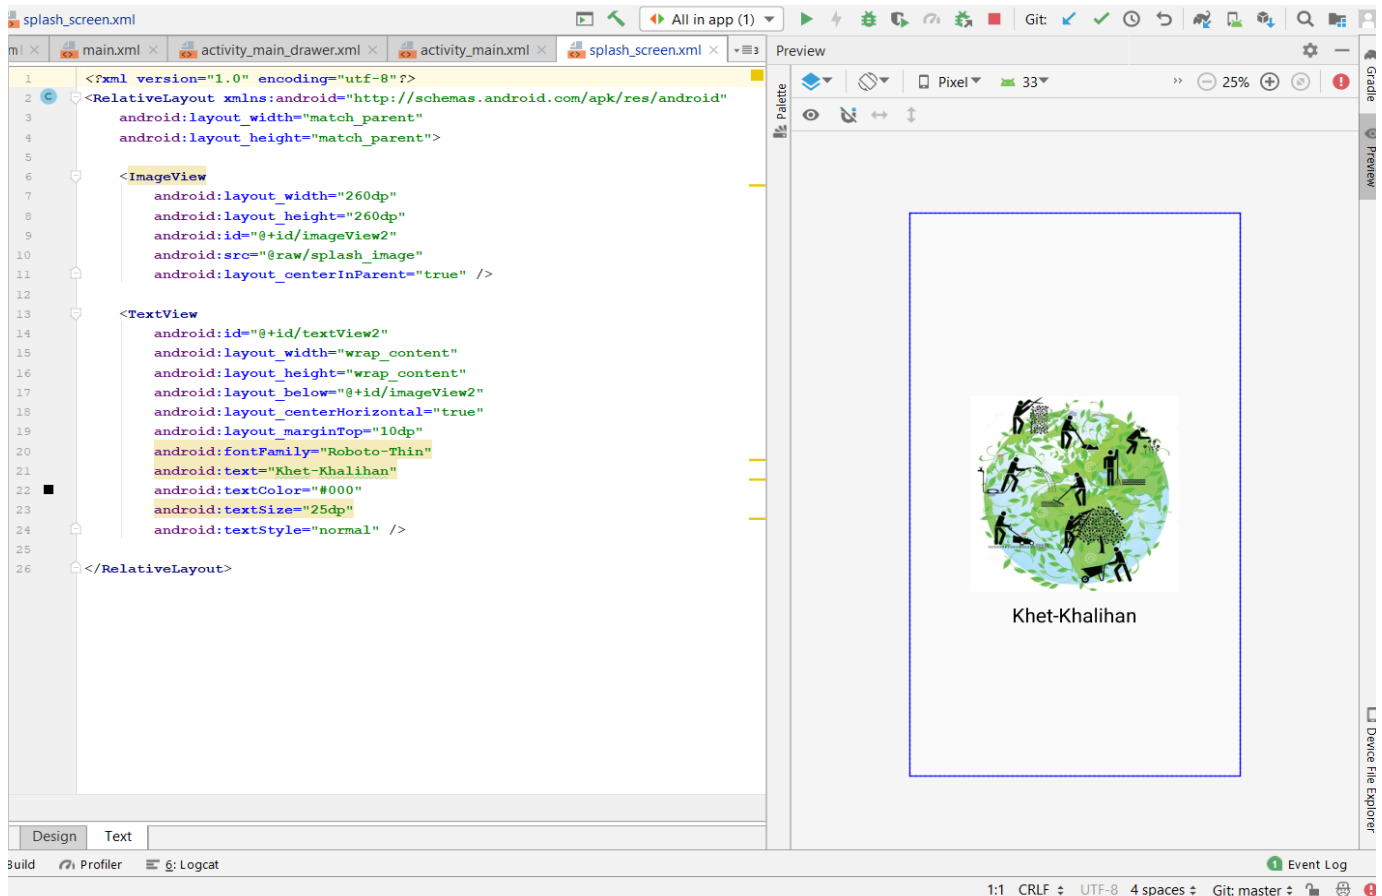 splash_screen.xml
All in app (1)
Git:
ml
main.xml
activity_main_drawer.xml
activity_main.xml
splash_screen.xml
3
Preview
1 <?xml version="1.0" encoding="utf-8"?>
2 C <RelativeLayout xmlns:android="http://schemas.android.com/apk/res/android"
3 android:layout_width="match_parent"
4 android:layout_height="match_parent">
5
6 <ImageView
7 android:layout_width="260dp"
8 android:layout_height="260dp"
9 android:id="@+id/imageView2"
10 android:src="@raw/splash_image"
11 android:layout_centerInParent="true" />
12
13 <TextView
14 android:id="@+id/textView2"
15 android:layout_width="wrap_content"
16 android:layout_height="wrap_content"
17 android:layout_below="@+id/imageView2"
18 android:layout_centerHorizontal="true"
19 android:layout_marginTop="10dp"
20 android:fontFamily="Roboto-Thin"
21 android:text="Khet-Khalihan"
22 android:textColor="#000"
23 android:textSize="25dp"
24 android:textStyle="normal" />
25
26 </RelativeLayout>
Palette
Pixel
33
25%
Khet-Khalihan
Gradle
Preview
Device File Explorer
Design
Text
Build
Profiler
6: Logcat
1 Event Log
1:1 CRLF UTF-8 4 spaces Git: master